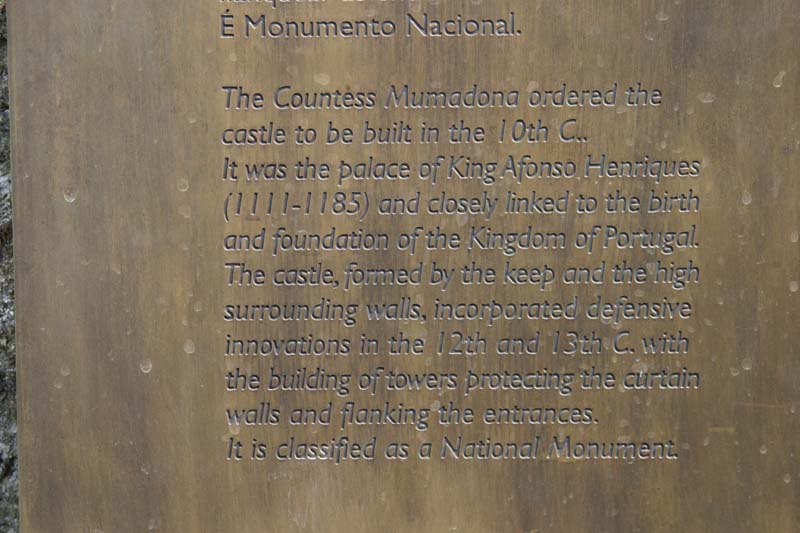 É Monumento Nacional.
The Countess Mumadona ordered the
castle to be built in the 10th C..
It was the palace of King Afonso Henriques
(1111-1185) and closely linked to the birth
and foundation of the Kingdom of Portugal.
The castle, formed by the keep and the high
surrounding walls, incorporated defensive
innovations in the 12th and 13th C. with
the building of towers protecting the curtain
walls and flanking the entrances.
It is classified as a National Monument.